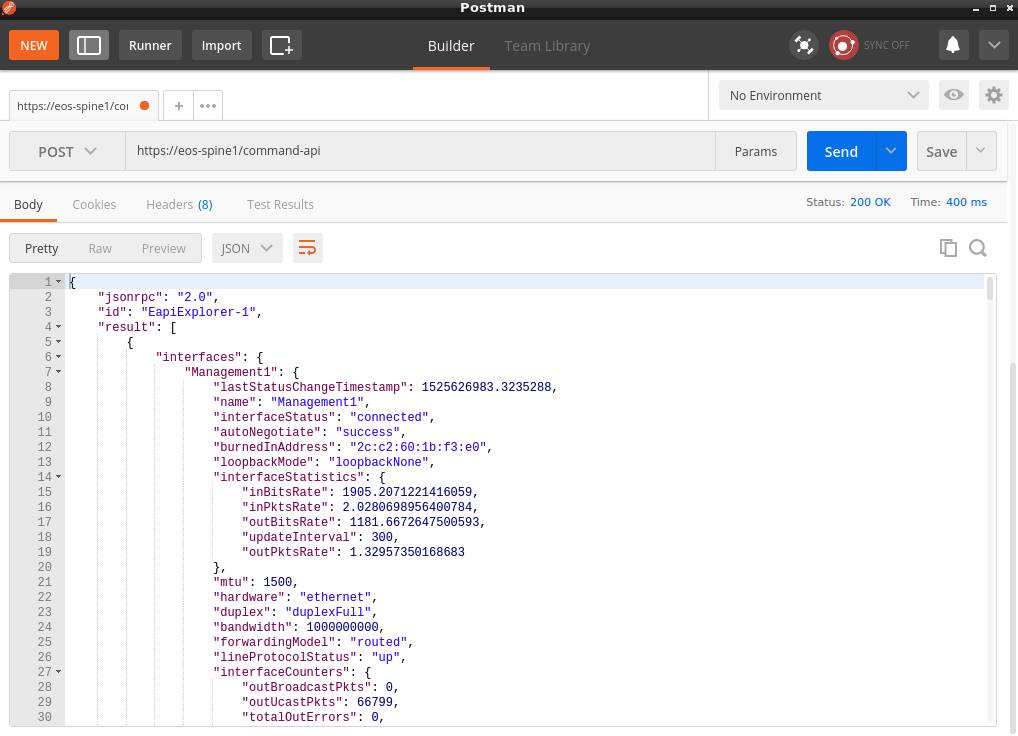 Postman
NEW Runner Import Builder Team Library SYNC OFF
https://eos-spine1/cor + ••• No Environment
POST https://eos-spine1/command-api Params Send Save
Body Cookies Headers (8) Test Results Status: 200 OK Time: 400 ms
Pretty Raw Preview JSON
1 {
2 "jsonrpc": "2.0",
3 "id": "EapiExplorer-1",
4 "result": [
5 {
6 "interfaces": {
7 "Management1": {
8 "lastStatusChangeTimestamp": 1525626983.3235288,
9 "name": "Management1",
10 "interfaceStatus": "connected",
11 "autoNegotiate": "success",
12 "burnedInAddress": "2c:c2:60:1b:f3:e0",
13 "loopbackMode": "loopbackNone",
14 "interfaceStatistics": {
15 "inBitsRate": 1905.2071221416059,
16 "inPktsRate": 2.0280698956400784,
17 "outBitsRate": 1181.6672647500593,
18 "updateInterval": 300,
19 "outPktsRate": 1.32957350168683
20 },
21 "mtu": 1500,
22 "hardware": "ethernet",
23 "duplex": "duplexFull",
24 "bandwidth": 1000000000,
25 "forwardingModel": "routed",
26 "lineProtocolStatus": "up",
27 "interfaceCounters": {
28 "outBroadcastPkts": 0,
29 "outUcastPkts": 66799,
30 "totalOutErrors": 0,